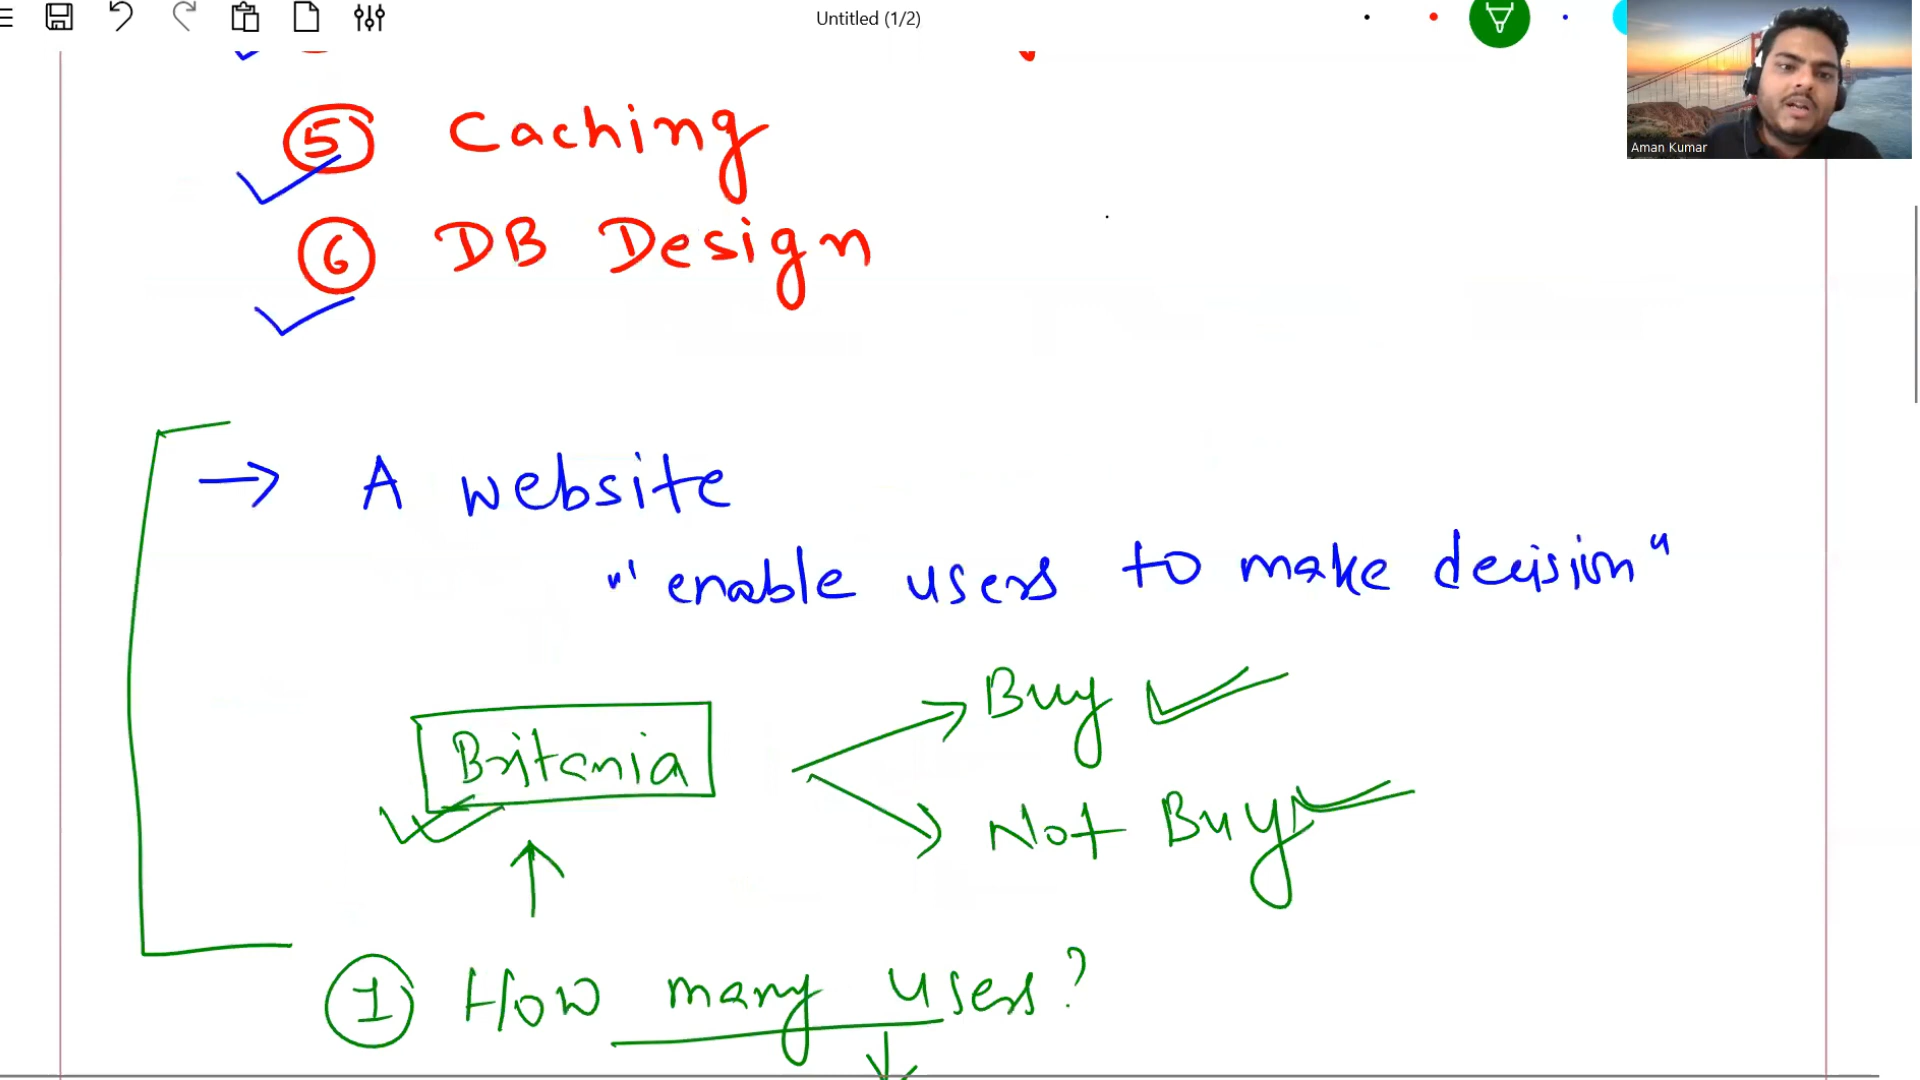 Untitled (1/2)
Aman Kumar
5 Caching
6 DB Design
→ A website
"enable users to make decision"
Britania
Buy
Not Buy
1 How many users?